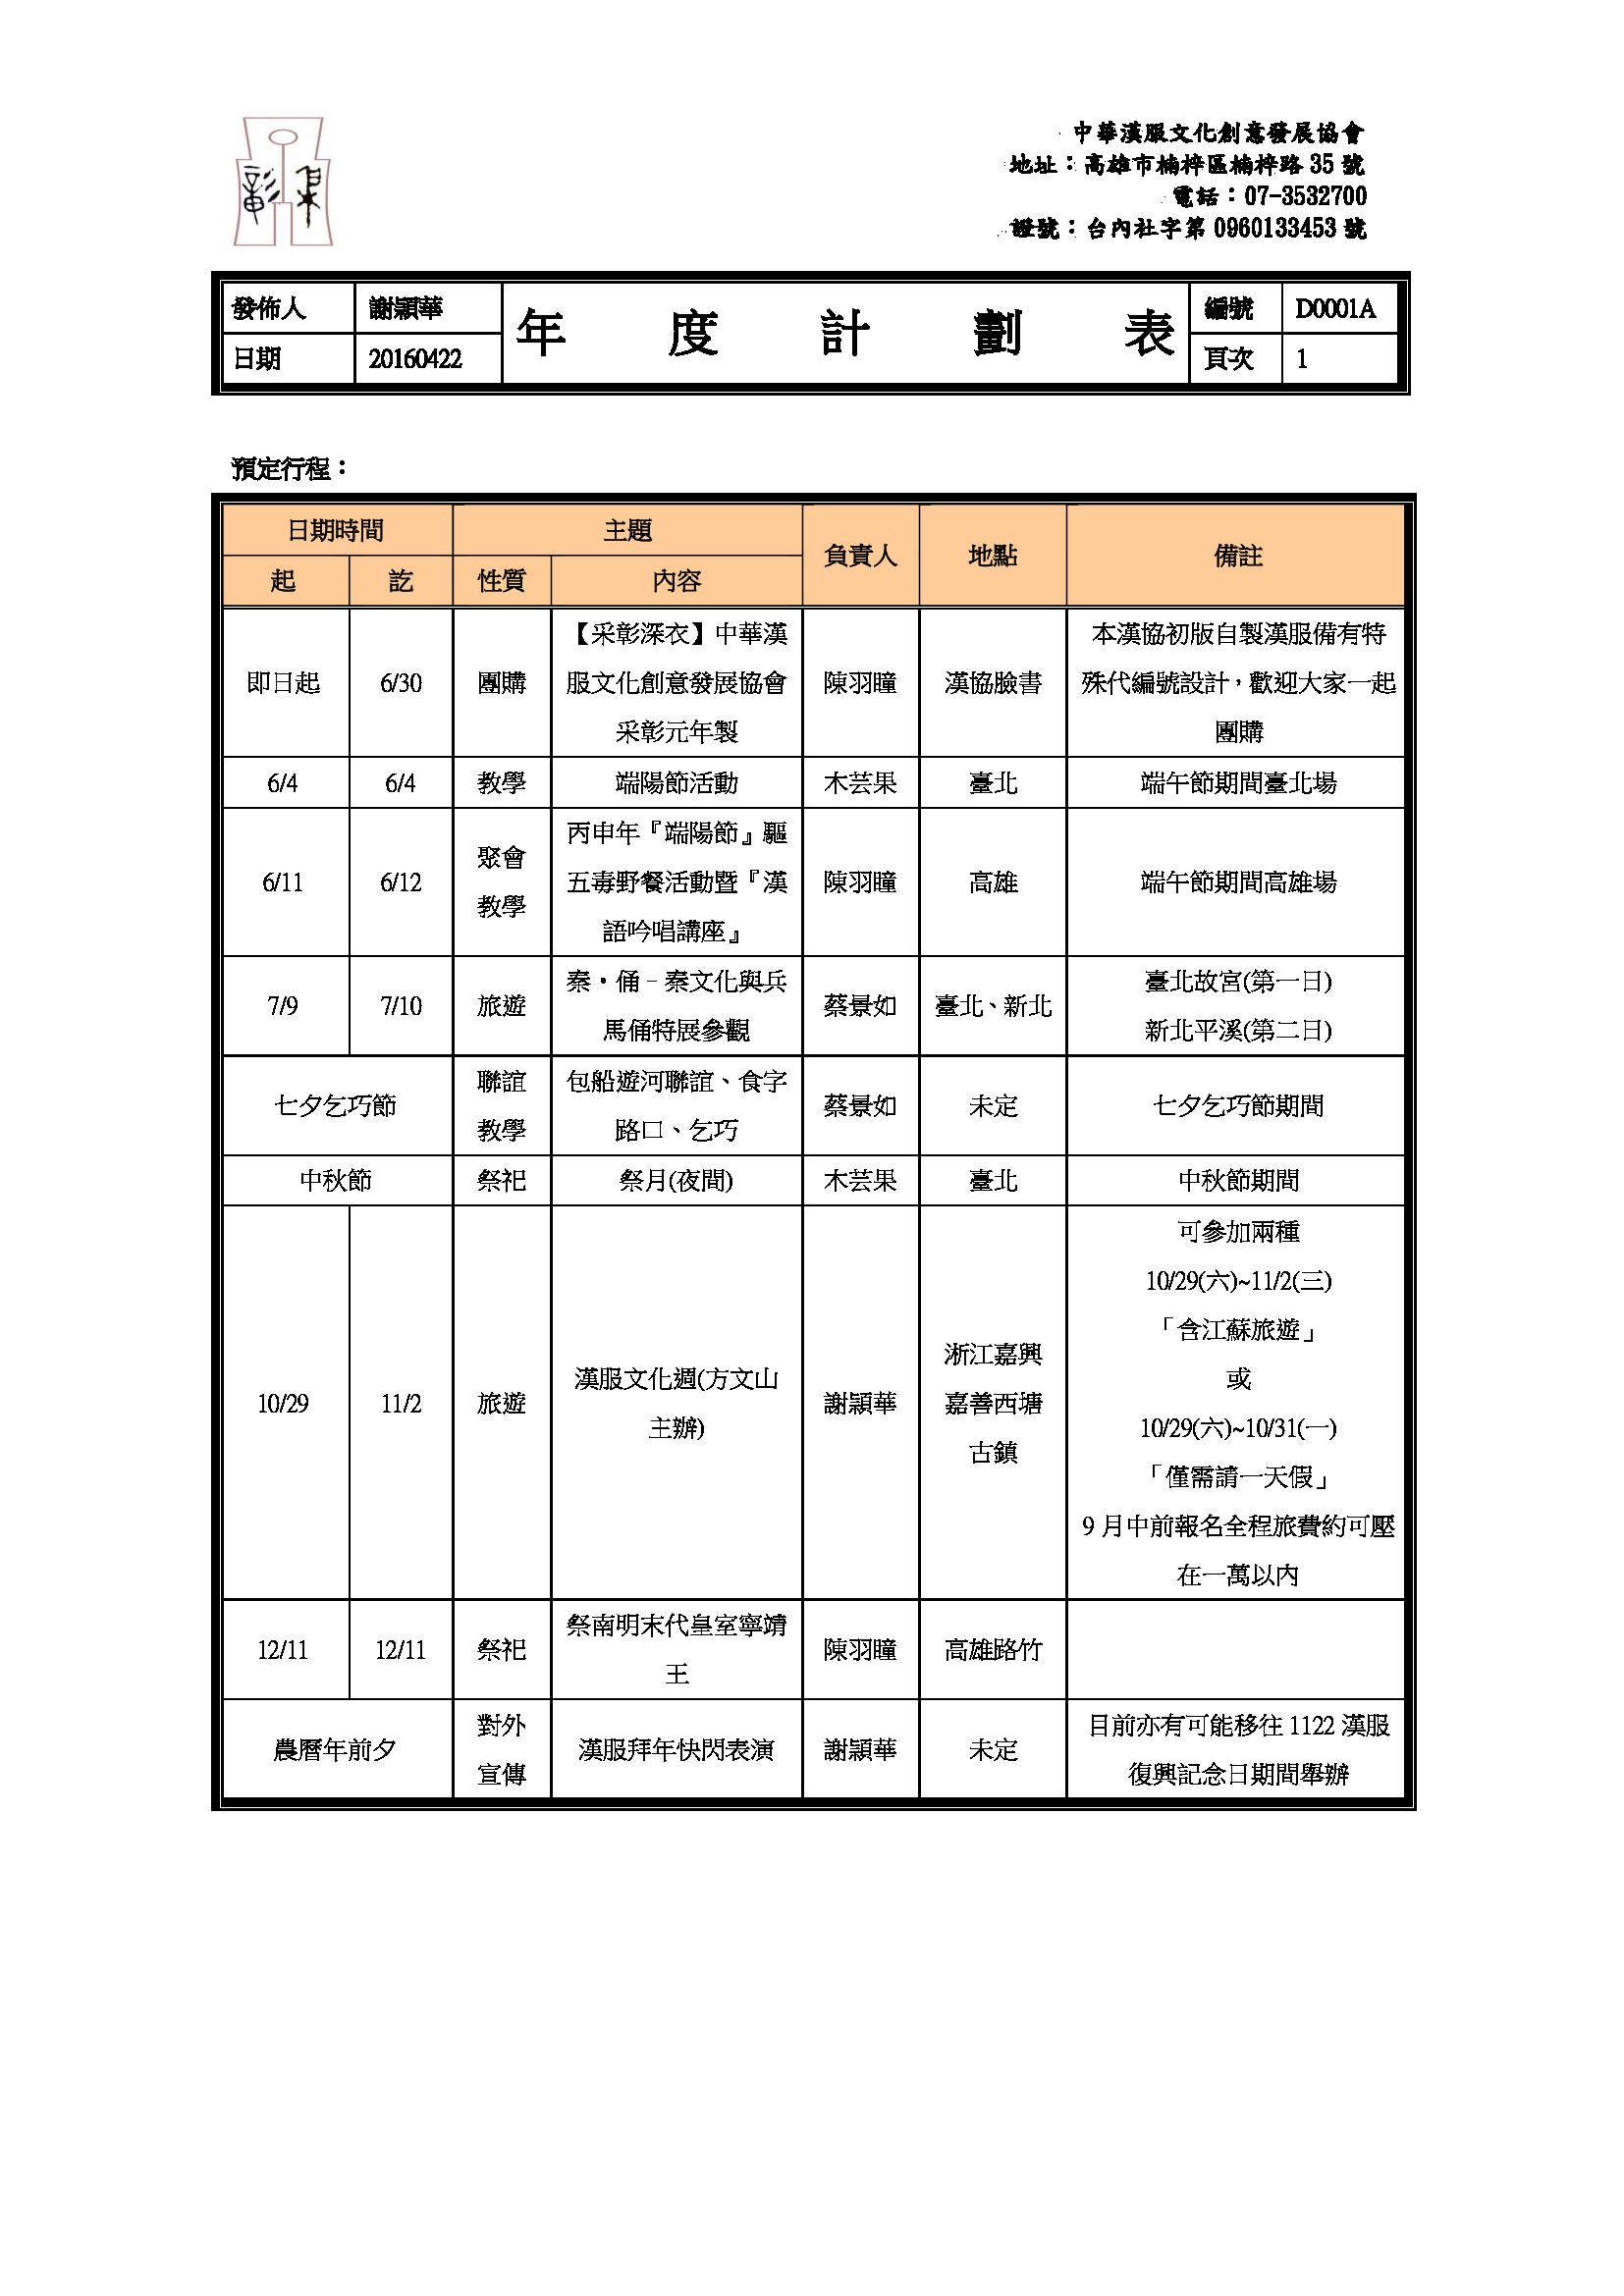 中華漢服文化創意發展協會
地址：高雄市楠梓區楠梓路 35 號
電話：07-3532700
證號：台內社字第 0960133453 號
發佈人 謝潁華 年度計劃表 編號 D0001A
日期 20160422 頁次 1
預定行程：
日期時間 主題 負責人 地點 備註
起 訖 性質 內容
【采彰深衣】中華漢 本漢協初版自製漢服備有特
即日起 6/30 團購 服文化創意發展協會 陳羽曈 漢協臉書 殊代編號設計，歡迎大家一起
采彰元年製 團購
6/4 6/4 教學 端陽節活動 木芸果 臺北 端午節期間臺北場
丙申年『端陽節』驅
聚會
6/11 6/12 五毒野餐活動暨『漢 陳羽曈 高雄 端午節期間高雄場
教學
語吟唱講座』
秦・俑–秦文化與兵 臺北故宮(第一日)
7/9 7/10 旅遊 蔡景如 臺北、新北
馬俑特展參觀 新北平溪(第二日)
聯誼 包船遊河聯誼、食字
七夕乞巧節 蔡景如 未定 七夕乞巧節期間
教學 路口、乞巧
中秋節 祭祀 祭月(夜間) 木芸果 臺北 中秋節期間
可參加兩種
10/29(六)~11/2(三)
「含江蘇旅遊」
浙江嘉興
漢服文化週(方文山 或
10/29 11/2 旅遊 謝潁華 嘉善西塘
主辦) 10/29(六)~10/31(一)
古鎮
「僅需請一天假」
9 月中前報名全程旅費約可壓
在一萬以內
祭南明末代皇室寧靖
12/11 12/11 祭祀 陳羽曈 高雄路竹
王
對外 目前亦有可能移往 1122 漢服
農曆年前夕 漢服拜年快閃表演 謝潁華 未定
宣傳 復興記念日期間舉辦